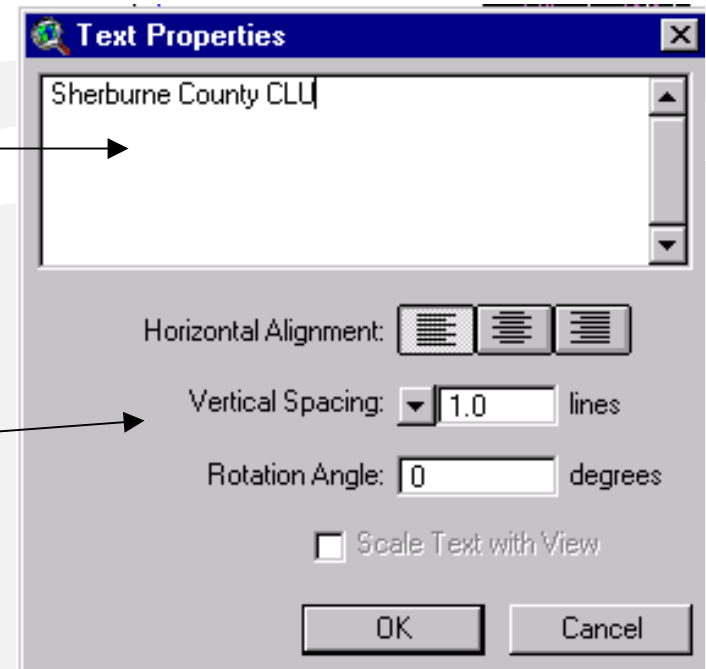 Text Properties
Sherburne County CLU
Horizontal Alignment:
Vertical Spacing: 1.0 lines
Rotation Angle: 0 degrees
Scale Text with View
OK Cancel